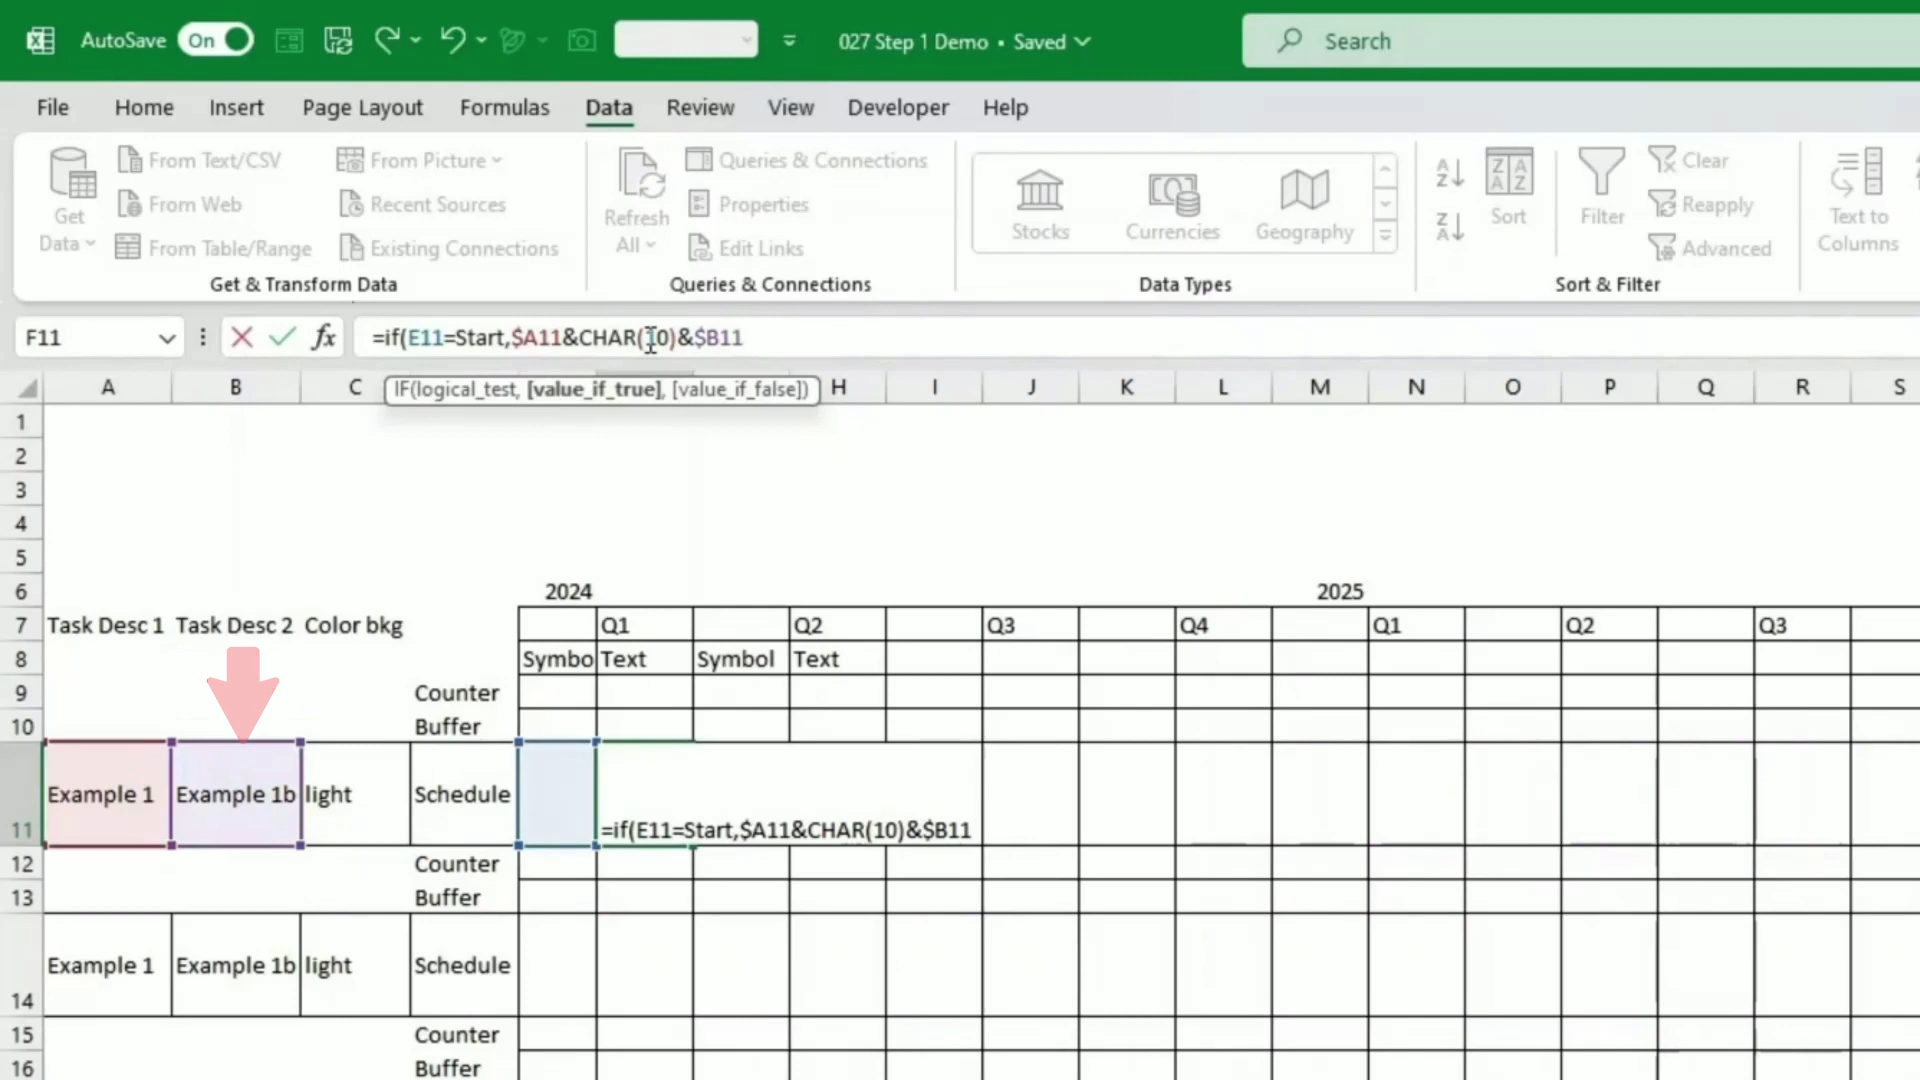 AutoSave On 027 Step 1 Demo • Saved Search
File Home Insert Page Layout Formulas Data Review View Developer Help
Get Data
From Text/CSV
From Web
From Table/Range
From Picture
Recent Sources
Existing Connections
Get & Transform Data
Refresh All
Queries & Connections
Properties
Edit Links
Queries & Connections
Stocks Currencies Geography
Data Types
Sort
Filter
Clear
Reapply
Advanced
Sort & Filter
Text to Columns
F11 fx =if(E11=Start,$A11&CHAR(10)&$B11
IF(logical_test, [value_if_true], [value_if_false])
A B C H I J K L M N O P Q R S
1
2
3
4
5
6 2024 2025
7 Task Desc 1 Task Desc 2 Color bkg Q1 Q2 Q3 Q4 Q1 Q2 Q3
8 Symbo Text Symbol Text
9 Counter
10 Buffer
11 Example 1 Example 1b light Schedule =if(E11=Start,$A11&CHAR(10)&$B11
12 Counter
13 Buffer
14 Example 1 Example 1b light Schedule
15 Counter
16 Buffer